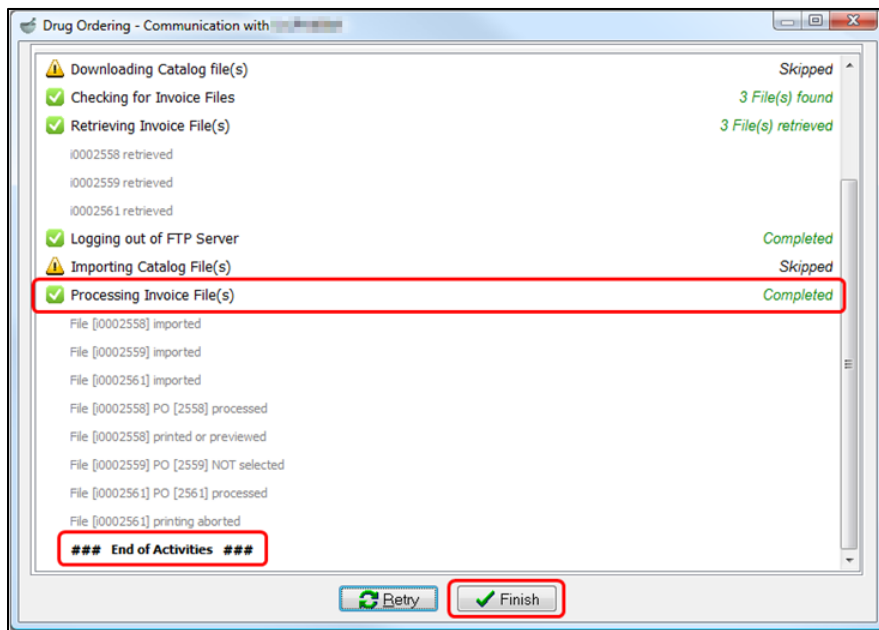 Drug Ordering - Communication with
Downloading Catalog file(s) Skipped
Checking for Invoice Files 3 File(s) found
Retrieving Invoice File(s) 3 File(s) retrieved
i0002558 retrieved
i0002559 retrieved
i0002561 retrieved
Logging out of FTP Server Completed
Importing Catalog File(s) Skipped
Processing Invoice File(s) Completed
File [i0002558] imported
File [i0002559] imported
File [i0002561] imported
File [i0002558] PO [2558] processed
File [i0002558] printed or previewed
File [i0002559] PO [2559] NOT selected
File [i0002561] PO [2561] processed
File [i0002561] printing aborted
### End of Activities ###
Retry Finish